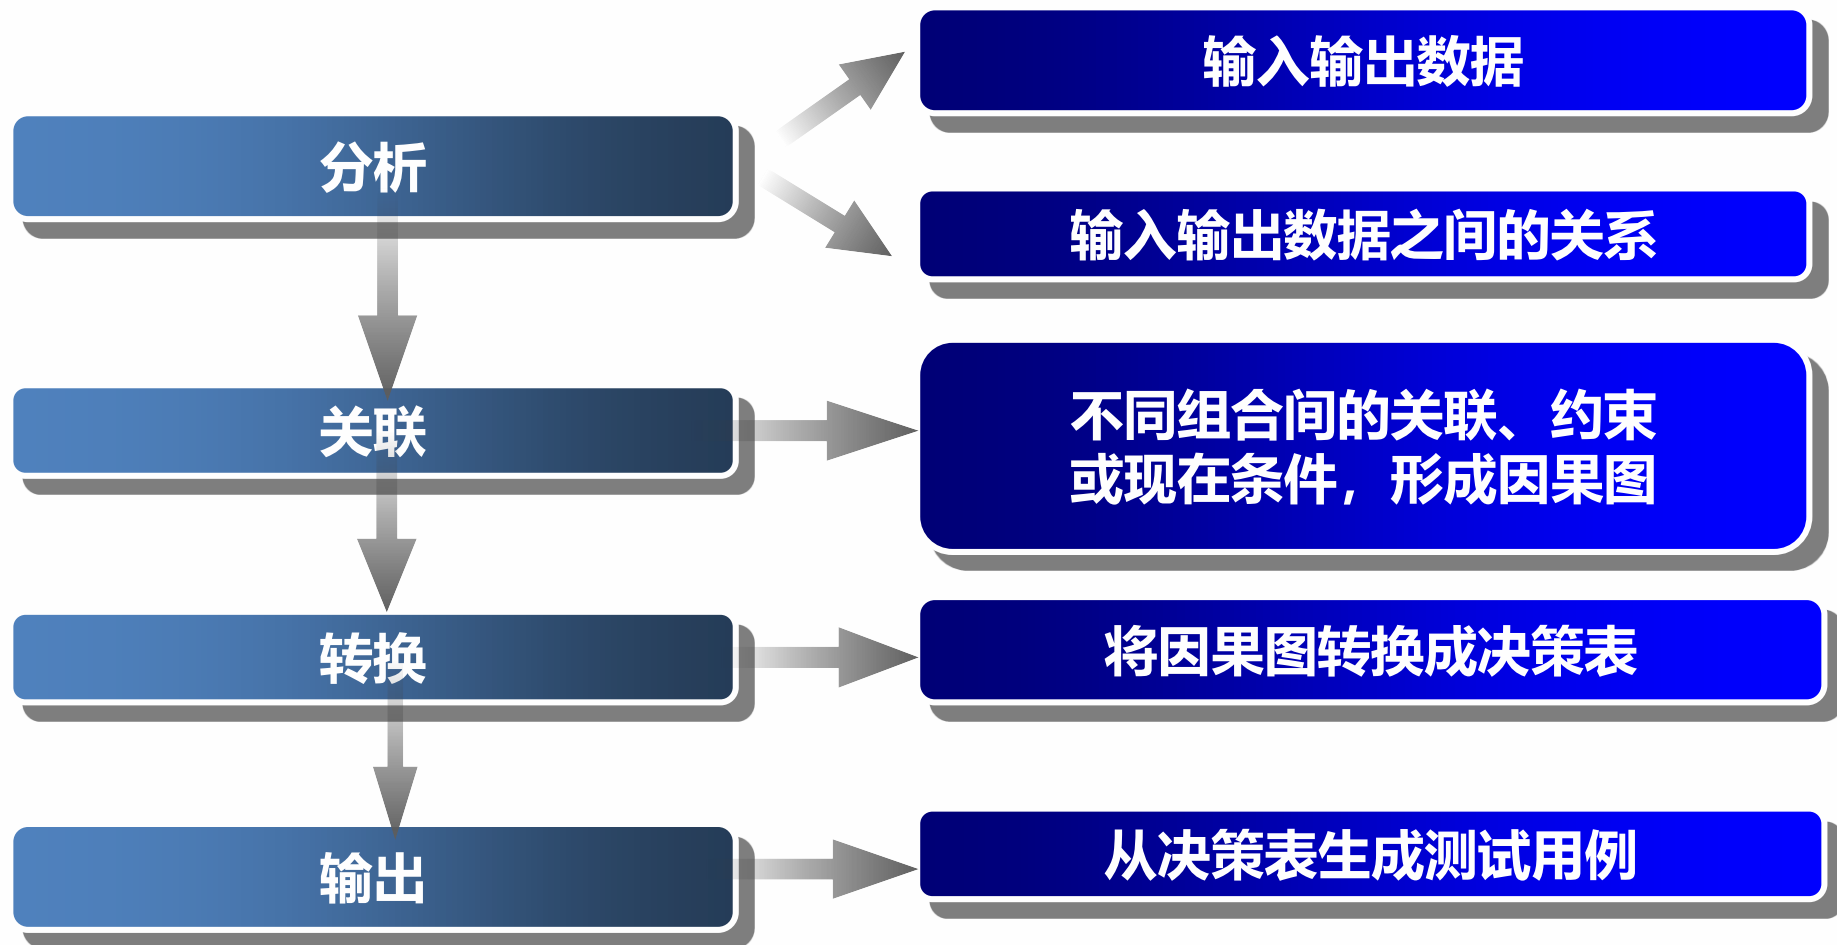 分析
输入输出数据
输入输出数据之间的关系
关联
不同组合间的关联、约束
或现在条件，形成因果图
转换
将因果图转换成决策表
输出
从决策表生成测试用例